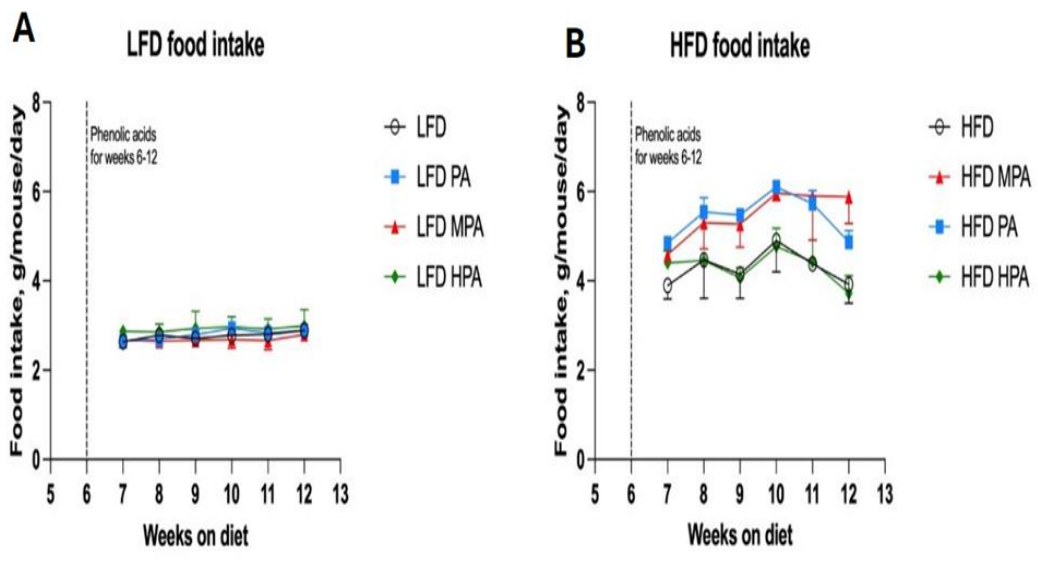 A
LFD food intake
Food intake, g/mouse/day
8
6
4
2
0
Phenolic acids
for weeks 6-12
5 6 7 8 9 10 11 12 13
Weeks on diet
LFD
LFD PA
LFD MPA
LFD HPA
B
HFD food intake
Food intake, g/mouse/day
8
6
4
2
0
Phenolic acids
for weeks 6-12
5 6 7 8 9 10 11 12 13
Weeks on diet
HFD
HFD MPA
HFD PA
HFD HPA